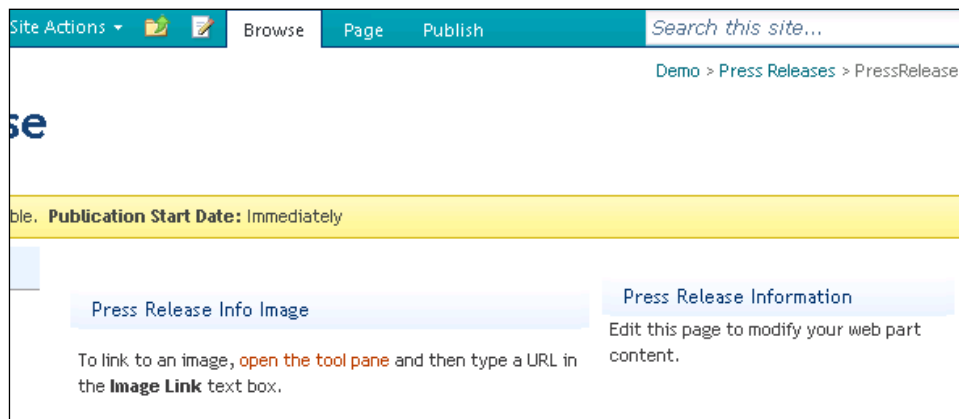 Site Actions Browse Page Publish Search this site...
Demo > Press Releases > PressRelease
se
ble. Publication Start Date: Immediately
Press Release Info Image
To link to an image, open the tool pane and then type a URL in
the Image Link text box.
Press Release Information
Edit this page to modify your web part
content.